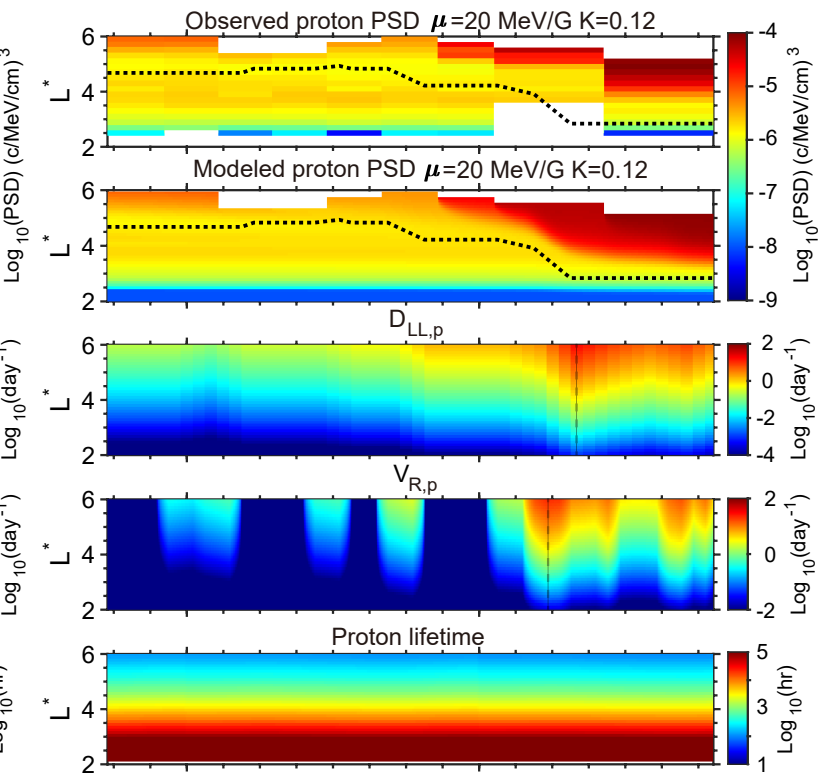 Observed proton PSD μ=20 MeV/G K=0.12
6
4
2
L*
Log10(PSD) (c/MeV/cm)3
-4
-5
-6
-7
-8
-9
Log10(PSD) (c/MeV/cm)3
Modeled proton PSD μ=20 MeV/G K=0.12
6
4
2
L*
DLL,p
Log10(day-1)
6
4
2
L*
2
0
-2
-4
Log10(day-1)
VR,p
Log10(day-1)
6
4
2
L*
2
0
-2
Log10(day-1)
Proton lifetime
Log10(hr)
6
4
2
L*
5
3
1
Log10(hr)